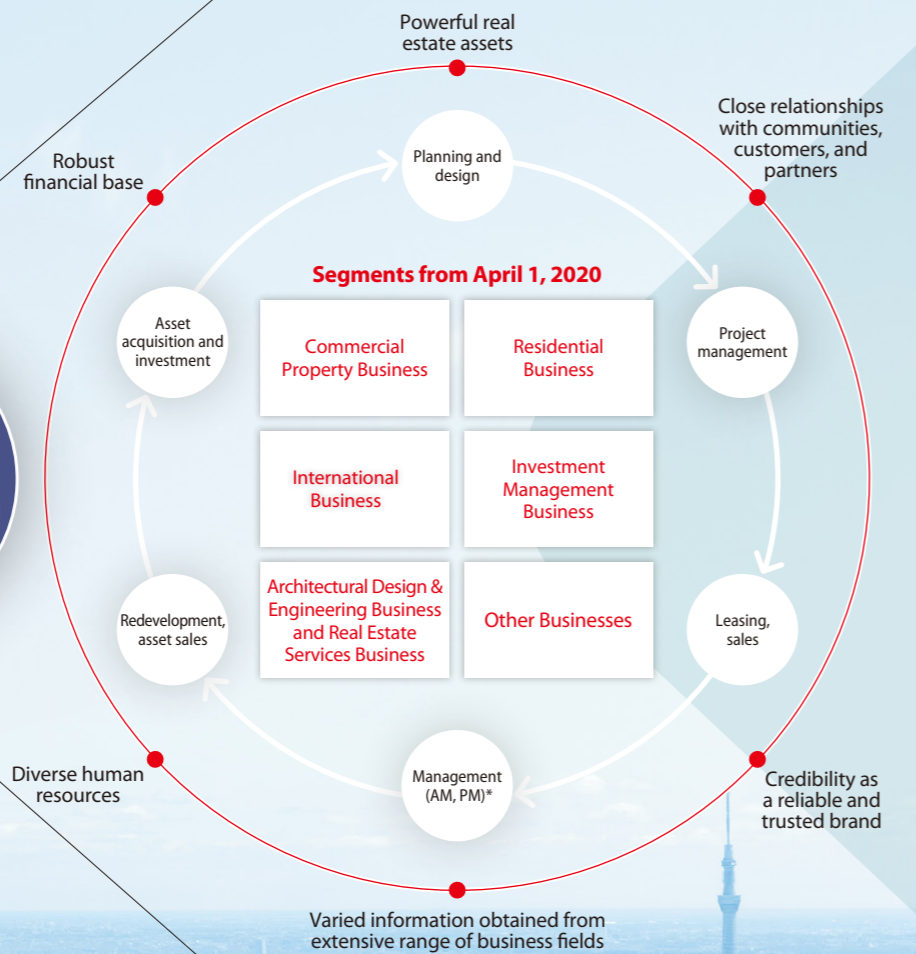 Powerful real
estate assets
Close relationships
with communities,
customers, and
partners
Robust
financial base
Planning and
design
Segments from April 1, 2020
Asset
acquisition and
investment
Commercial
Property Business
Residential
Business
Project
management
International
Business
Investment
Management
Business
Redevelopment,
asset sales
Architectural Design &
Engineering Business
and Real Estate
Services Business
Other Businesses
Leasing,
sales
Management
(AM, PM)*
Diverse human
resources
Credibility as
a reliable and
trusted brand
Varied information obtained from
extensive range of business fields